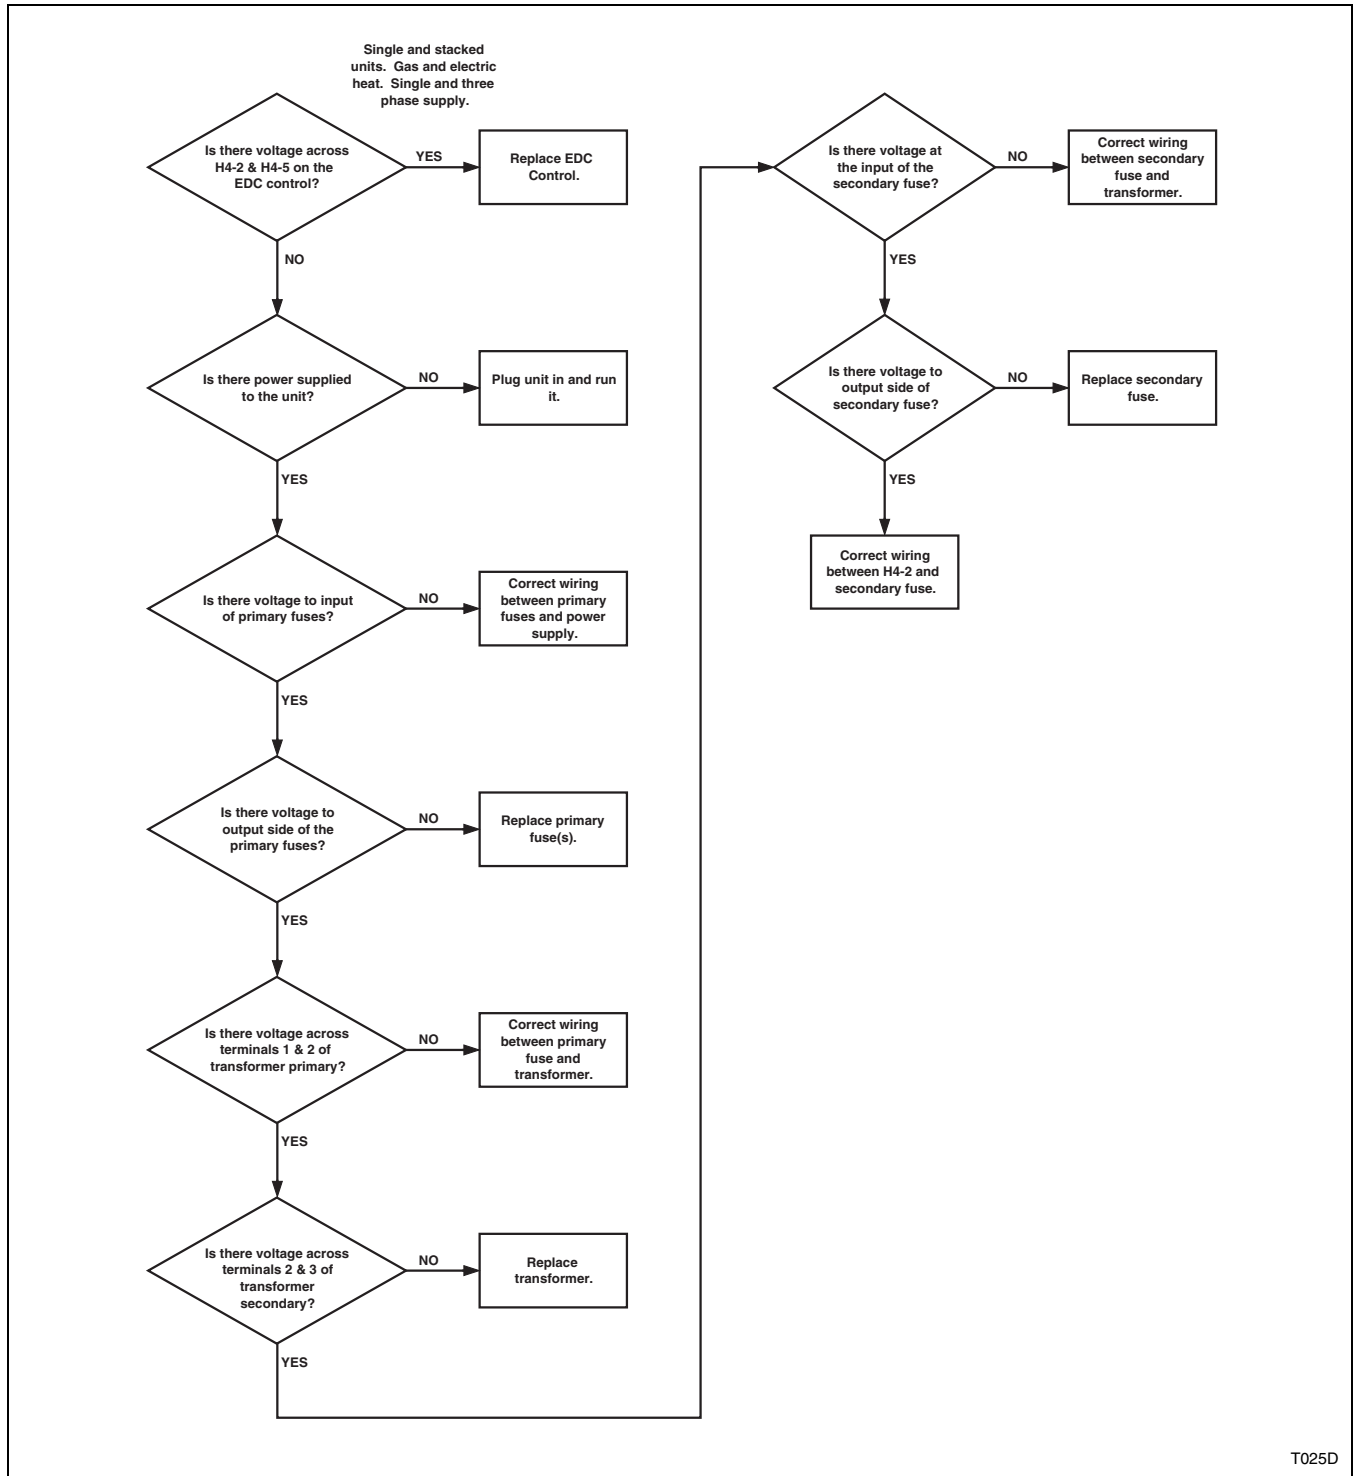 Single and stacked
units. Gas and electric
heat. Single and three
phase supply.
Is there voltage across
H4-2 & H4-5 on the
EDC control?
YES
Replace EDC
Control.
NO
Is there power supplied
to the unit?
NO
Plug unit in and run
it.
YES
Is there voltage to input
of primary fuses?
NO
Correct wiring
between primary
fuses and power
supply.
YES
Is there voltage to
output side of the
primary fuses?
NO
Replace primary
fuse(s).
YES
Is there voltage across
terminals 1 & 2 of
transformer primary?
NO
Correct wiring
between primary
fuse and
transformer.
YES
Is there voltage across
terminals 2 & 3 of
transformer
secondary?
NO
Replace
transformer.
YES
Is there voltage at
the input of the
secondary fuse?
NO
Correct wiring
between secondary
fuse and
transformer.
YES
Is there voltage to
output side of
secondary fuse?
NO
Replace secondary
fuse.
YES
Correct wiring
between H4-2 and
secondary fuse.
T025D